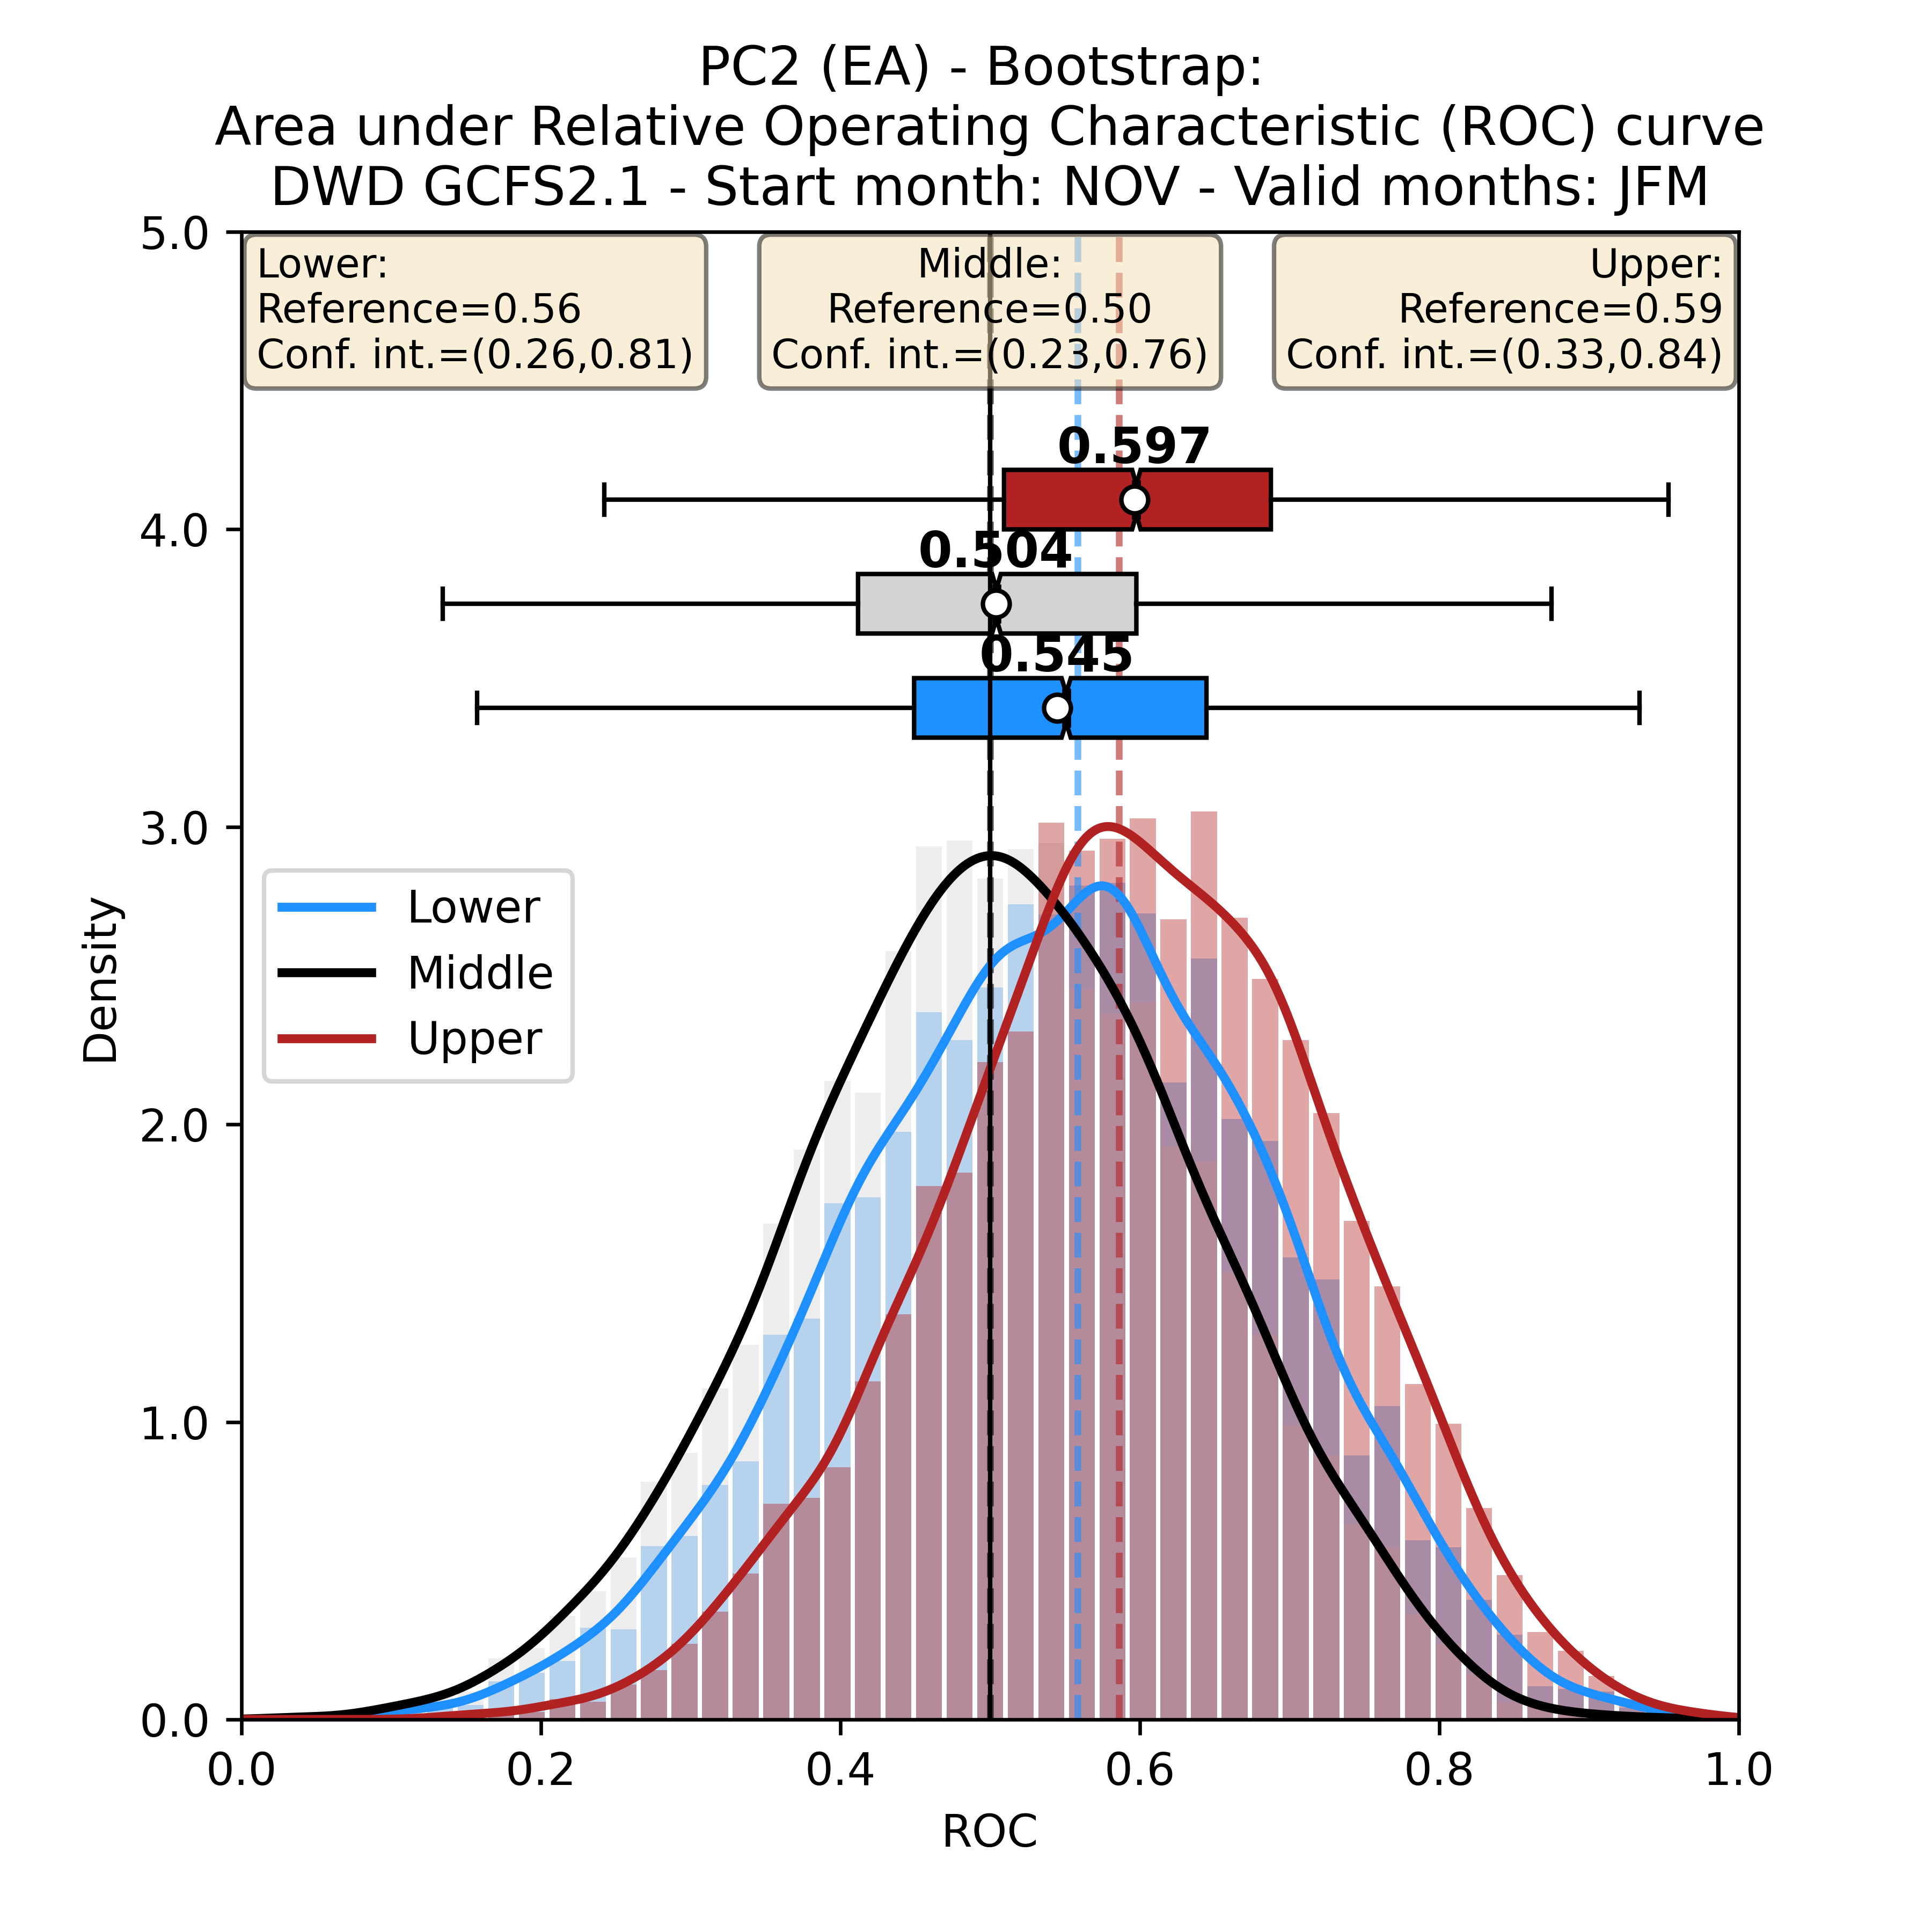 PC2 (EA) - Bootstrap:
Area under Relative Operating Characteristic (ROC) curve
DWD GCFS2.1 - Start month: NOV - Valid months: JFM
Lower:
Reference=0.56
Conf. int.=(0.26,0.81)
Middle:
Reference=0.50
Conf. int.=(0.23,0.76)
Upper:
Reference=0.59
Conf. int.=(0.33,0.84)
0.597
0.504
0.545
5.0
4.0
3.0
2.0
1.0
0.0
Density
Lower
Middle
Upper
0.0 0.2 0.4 0.6 0.8 1.0
ROC